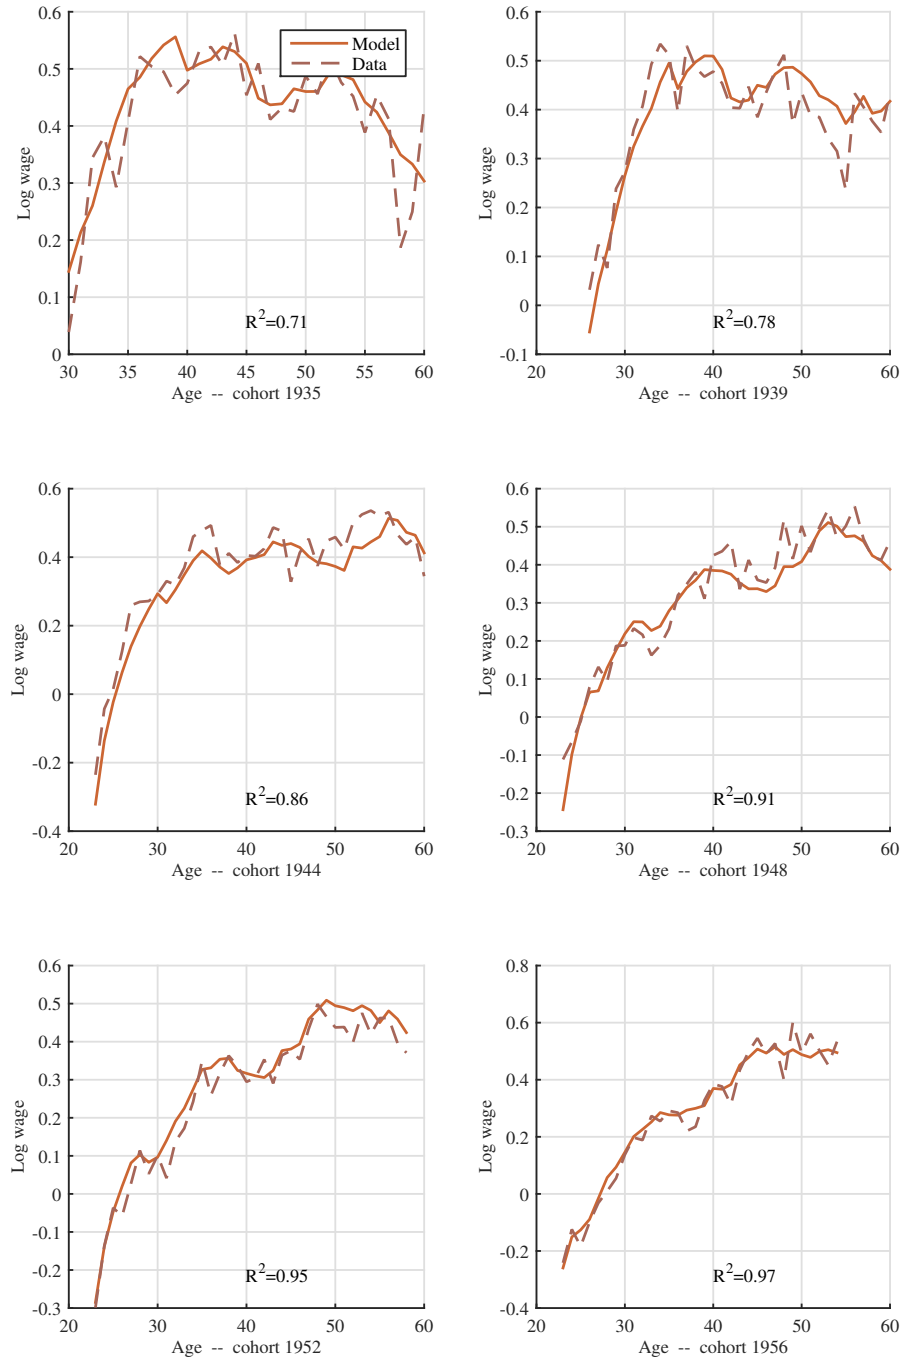 0.6
0.5
0.4
0.3
0.2
0.1
0
Log wage
Model
Data
R²=0.71
30 35 40 45 50 55 60
Age -- cohort 1935
0.6
0.5
0.4
0.3
0.2
0.1
0
-0.1
Log wage
R²=0.78
20 30 40 50 60
Age -- cohort 1939
0.6
0.4
0.2
0
-0.2
-0.4
Log wage
R²=0.86
20 30 40 50 60
Age -- cohort 1944
0.6
0.5
0.4
0.3
0.2
0.1
0
-0.1
-0.2
-0.3
Log wage
R²=0.91
20 30 40 50 60
Age -- cohort 1948
0.6
0.5
0.4
0.3
0.2
0.1
0
-0.1
-0.2
-0.3
Log wage
R²=0.95
20 30 40 50 60
Age -- cohort 1952
0.8
0.6
0.4
0.2
0
-0.2
-0.4
Log wage
R²=0.97
20 30 40 50 60
Age -- cohort 1956